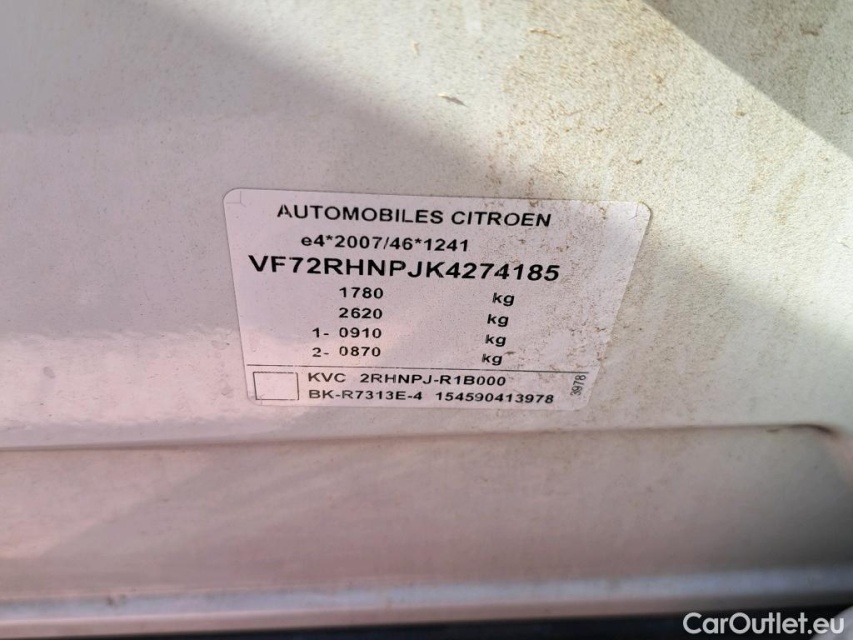 AUTOMOBILES CITROEN
e4*2007/46*1241
VF72RHNPJK4274185
1780 kg
2620 kg
1- 0910 kg
2- 0870 kg
KVC 2RHNPJ-R1B000
BK-R7313E-4 154590413978
3978
CarOutlet.eu